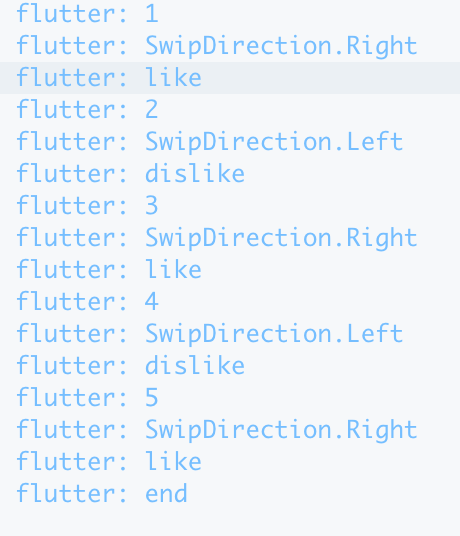 flutter: 1
flutter: SwipDirection.Right
flutter: like
flutter: 2
flutter: SwipDirection.Left
flutter: dislike
flutter: 3
flutter: SwipDirection.Right
flutter: like
flutter: 4
flutter: SwipDirection.Left
flutter: dislike
flutter: 5
flutter: SwipDirection.Right
flutter: like
flutter: end